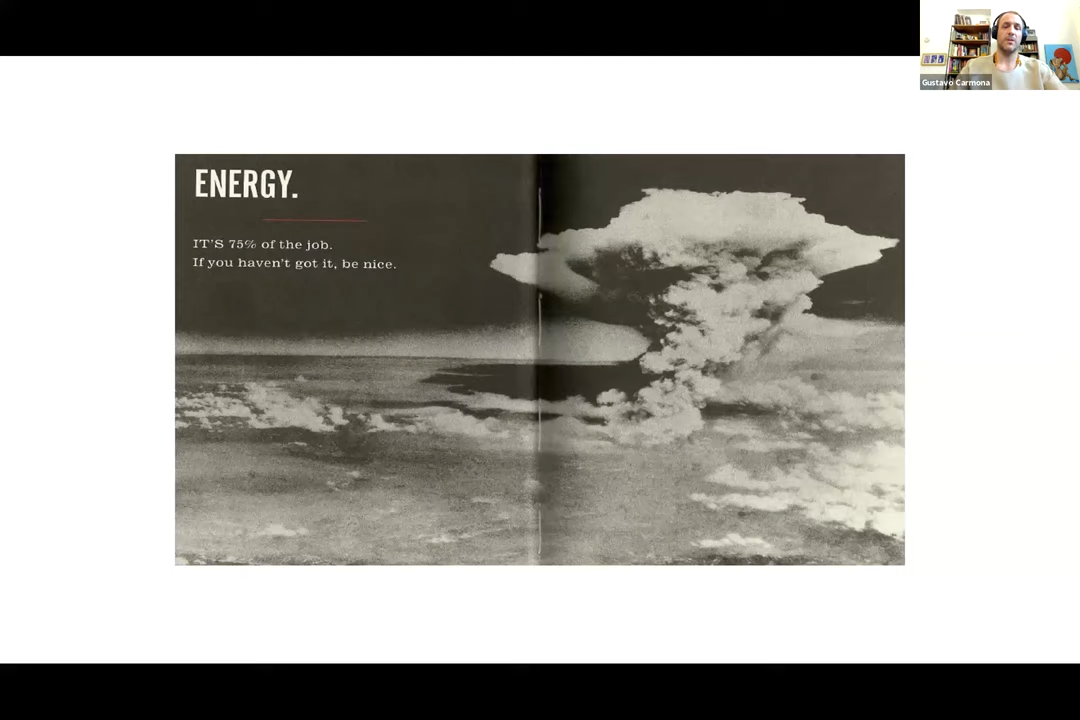 Gustavo Carmona
ENERGY.
IT'S 75% of the job.
If you haven't got it, be nice.